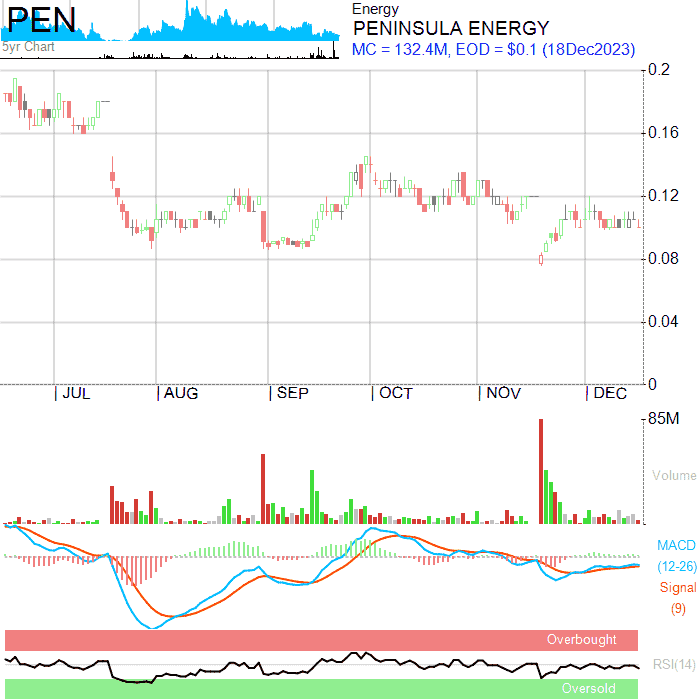 PEN
5yr Chart
Energy
PENINSULA ENERGY
MC = 132.4M, EOD = $0.1 (18Dec2023)
0.2
0.16
0.12
0.08
0.04
0
JUL AUG SEP OCT NOV DEC
85M
Volume
MACD
(12-26)
Signal
(9)
Overbought
RSI(14)
Oversold